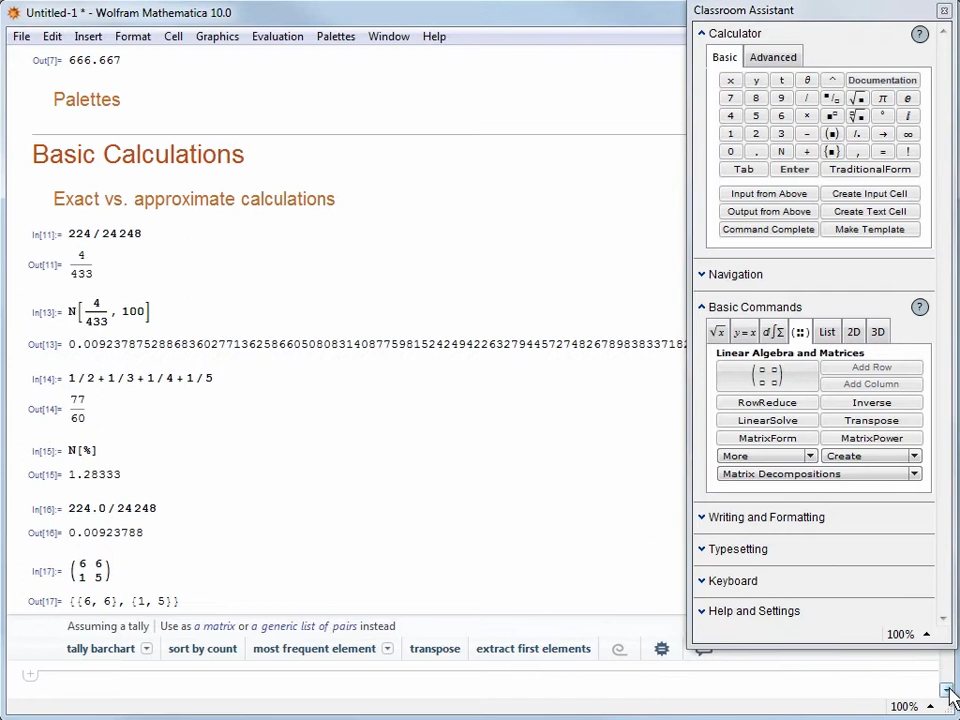 Untitled-1 * - Wolfram Mathematica 10.0
File Edit Insert Format Cell Graphics Evaluation Palettes Window Help
Out[7]= 666.667
Palettes
Basic Calculations
Exact vs. approximate calculations
In[11]:= 224 / 24 248
Out[11]= 4/433
In[13]:= N[4/433, 100]
Out[13]= 0.00923787528868360277136258660508083140877598152424942263279445727482678983833718​2
In[14]:= 1 / 2 + 1 / 3 + 1 / 4 + 1 / 5
Out[14]= 77/60
In[15]:= N[%]
Out[15]= 1.28333
In[16]:= 224.0 / 24 248
Out[16]= 0.00923788
In[17]:= (6 6
1 5)
Out[17]= {{6, 6}, {1, 5}}
Assuming a tally | Use as a matrix or a generic list of pairs instead
tally barchart sort by count most frequent element transpose extract first elements
100%
Classroom Assistant
Calculator ?
Basic Advanced
x y t θ ^ Documentation
7 8 9 / ■/□ √■ π e
4 5 6 × ■□ □√■ ° i
1 2 3 − (■) /. → ∞
0 . N + {■} , = !
Tab Enter TraditionalForm
Input from Above Create Input Cell
Output from Above Create Text Cell
Command Complete Make Template
Navigation
Basic Commands ?
√x y=x d∫Σ (::) List 2D 3D
Linear Algebra and Matrices
Add Row
Add Column
RowReduce Inverse
LinearSolve Transpose
MatrixForm MatrixPower
More Create
Matrix Decompositions
Writing and Formatting
Typesetting
Keyboard
Help and Settings
100%